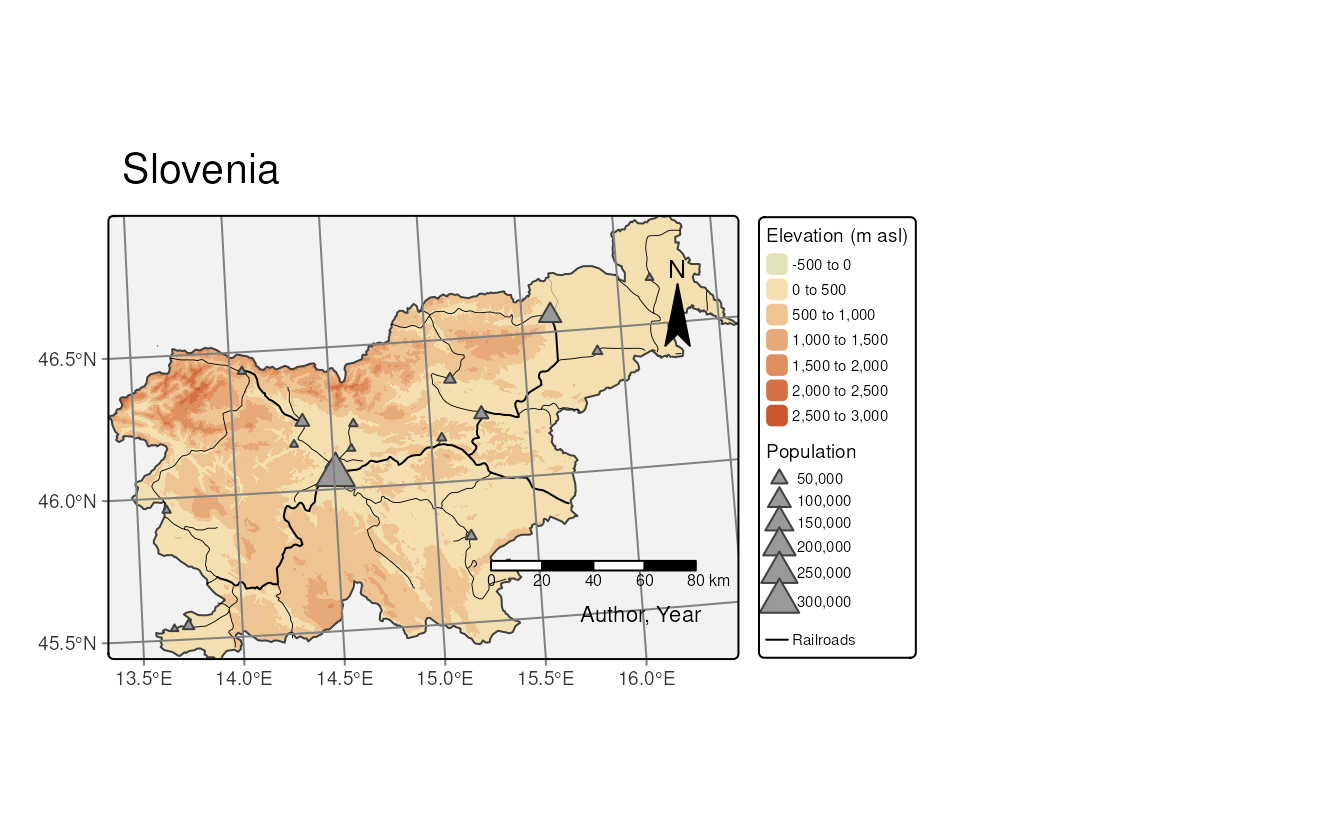 Slovenia
N
46.5°N
46.0°N
45.5°N
13.5°E
14.0°E
14.5°E
15.0°E
15.5°E
16.0°E
0 20 40 60 80 km
Author, Year
Elevation (m asl)
-500 to 0
0 to 500
500 to 1,000
1,000 to 1,500
1,500 to 2,000
2,000 to 2,500
2,500 to 3,000
Population
50,000
100,000
150,000
200,000
250,000
300,000
Railroads